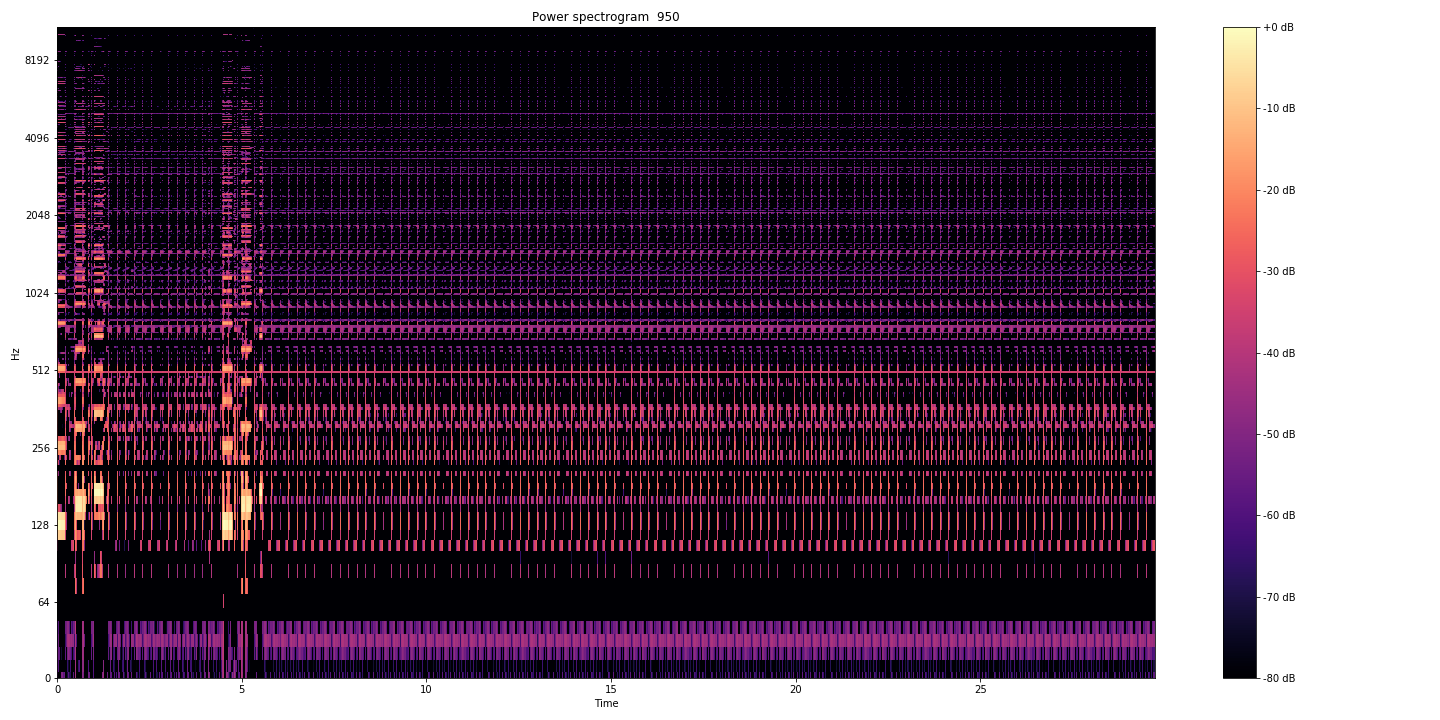 Power spectrogram  950
Hz
8192
4096
2048
1024
512
256
128
64
0
0
5
10
15
20
25
Time
+0 dB
-10 dB
-20 dB
-30 dB
-40 dB
-50 dB
-60 dB
-70 dB
-80 dB